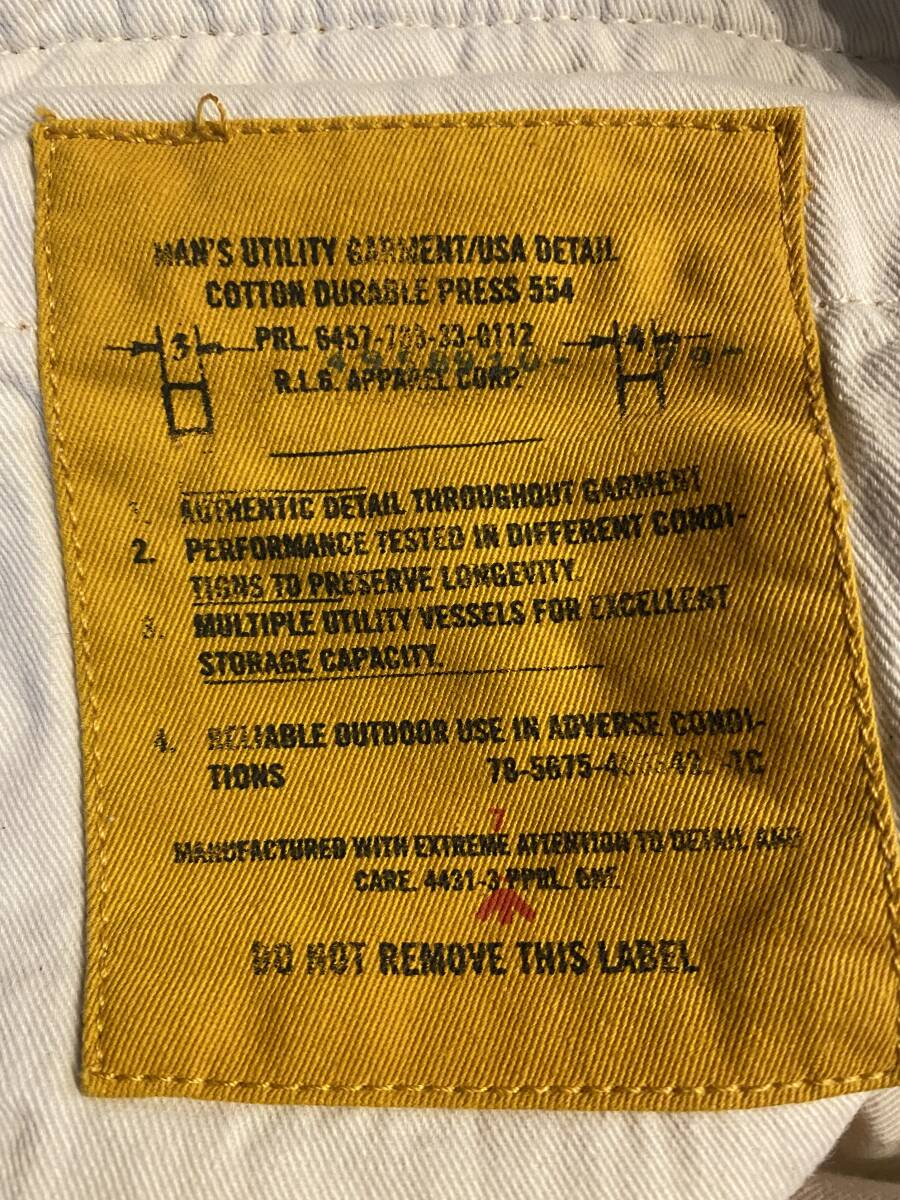 MAN'S UTILITY GARMENT/USA DETAIL
COTTON DURABLE PRESS 554
3 PRL. 6457-703-33-0112 4 79-
R.L.G. APPAREL CORP.
1. AUTHENTIC DETAIL THROUGHOUT GARMENT
2. PERFORMANCE TESTED IN DIFFERENT CONDI-
TIONS TO PRESERVE LONGEVITY.
3. MULTIPLE UTILITY VESSELS FOR EXCELLENT
STORAGE CAPACITY.
4. RELIABLE OUTDOOR USE IN ADVERSE CONDI-
TIONS
MANUFACTURED WITH EXTREME ATTENTION TO DETAIL AND
CARE. 4431-3 PPRL. ONE
DO NOT REMOVE THIS LABEL